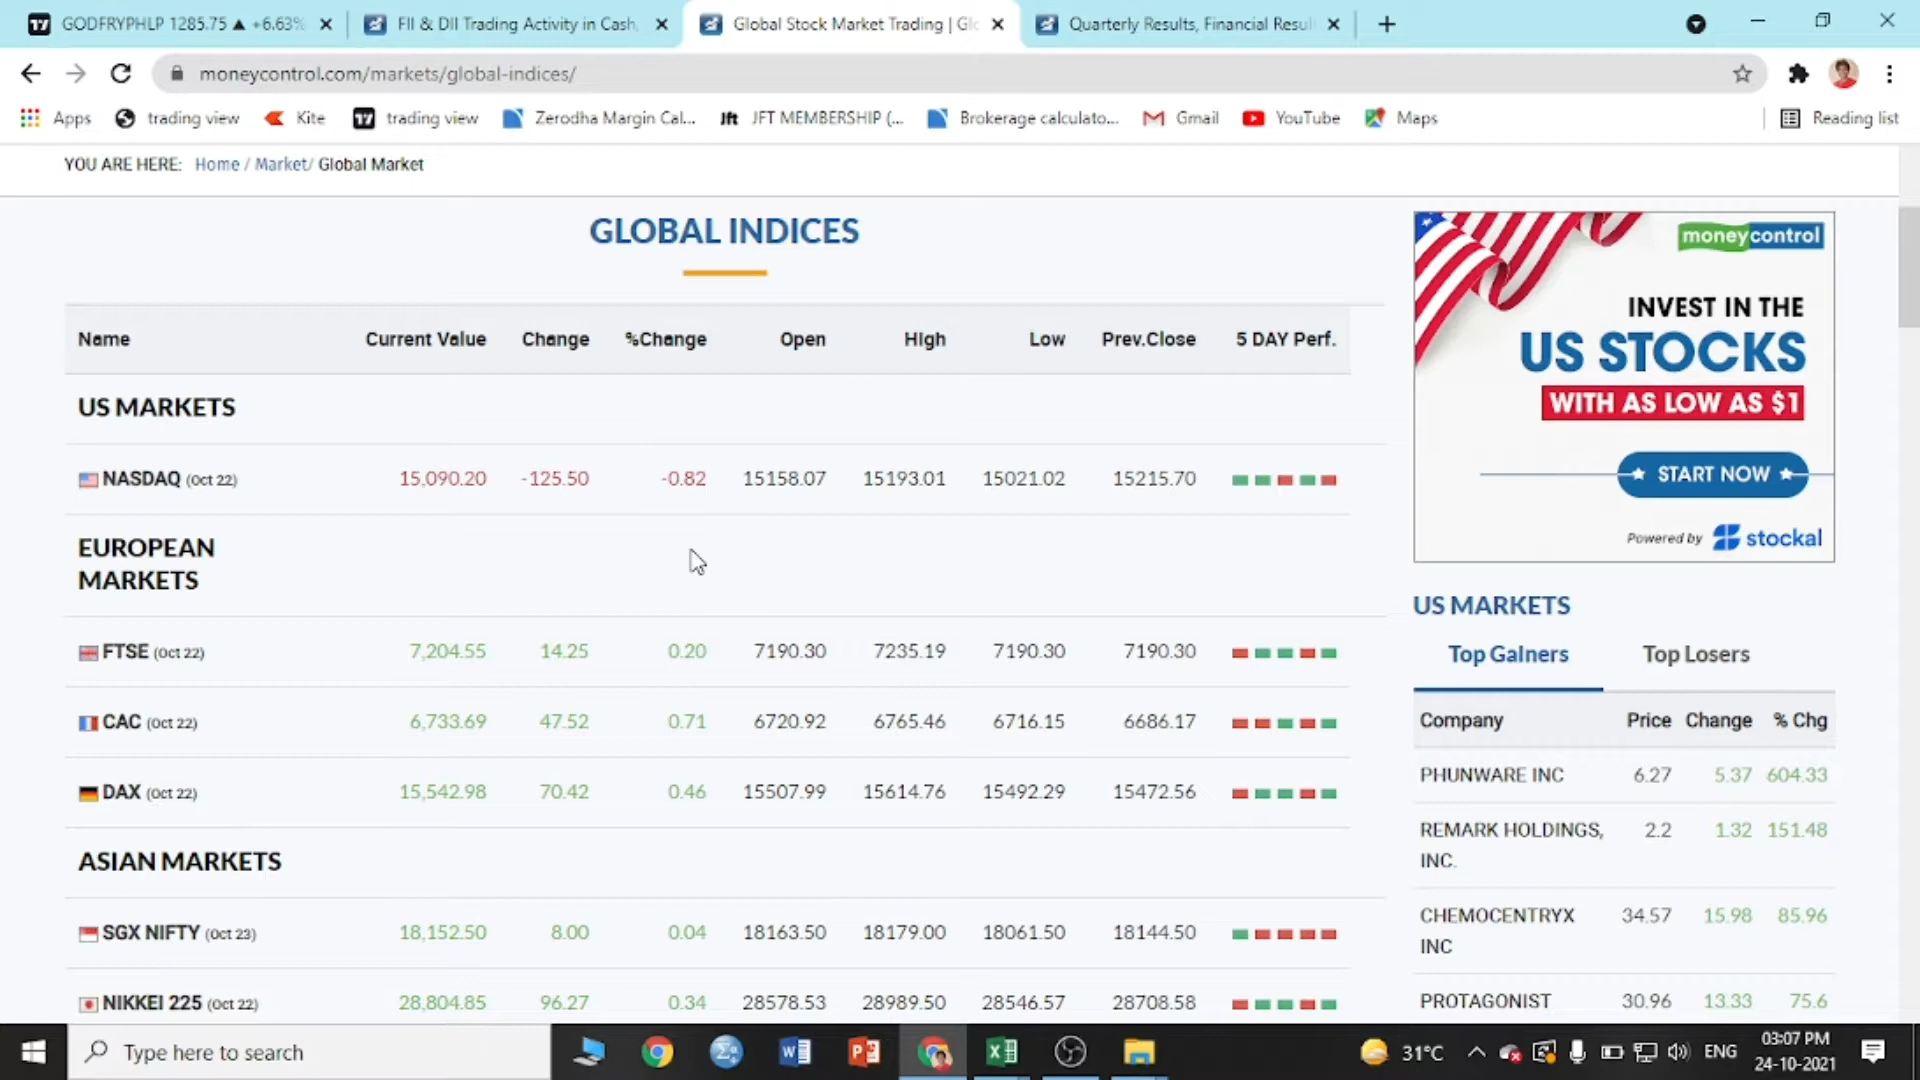 GODFRYPHLP 1285.75 ▲ +6.63%
FII & DII Trading Activity in Cash,
Global Stock Market Trading | Glo
Quarterly Results, Financial Resul
moneycontrol.com/markets/global-indices/
Apps trading view Kite trading view Zerodha Margin Cal... Jft JFT MEMBERSHIP (... Brokerage calculato... Gmail YouTube Maps Reading list
YOU ARE HERE: Home / Market/ Global Market
GLOBAL INDICES
Name Current Value Change %Change Open High Low Prev.Close 5 DAY Perf.
US MARKETS
NASDAQ (Oct 22) 15,090.20 -125.50 -0.82 15158.07 15193.01 15021.02 15215.70
EUROPEAN
MARKETS
FTSE (Oct 22) 7,204.55 14.25 0.20 7190.30 7235.19 7190.30 7190.30
CAC (Oct 22) 6,733.69 47.52 0.71 6720.92 6765.46 6716.15 6686.17
DAX (Oct 22) 15,542.98 70.42 0.46 15507.99 15614.76 15492.29 15472.56
ASIAN MARKETS
SGX NIFTY (Oct 23) 18,152.50 8.00 0.04 18163.50 18179.00 18061.50 18144.50
NIKKEI 225 (Oct 22) 28,804.85 96.27 0.34 28578.53 28989.50 28546.57 28708.58
moneycontrol
INVEST IN THE
US STOCKS
WITH AS LOW AS $1
START NOW
Powered by stockal
US MARKETS
Top Gainers Top Losers
Company Price Change % Chg
PHUNWARE INC 6.27 5.37 604.33
REMARK HOLDINGS, 2.2 1.32 151.48
INC.
CHEMOCENTRYX 34.57 15.98 85.96
INC
PROTAGONIST 30.96 13.33 75.6
Type here to search
31°C
ENG
03:07 PM
24-10-2021